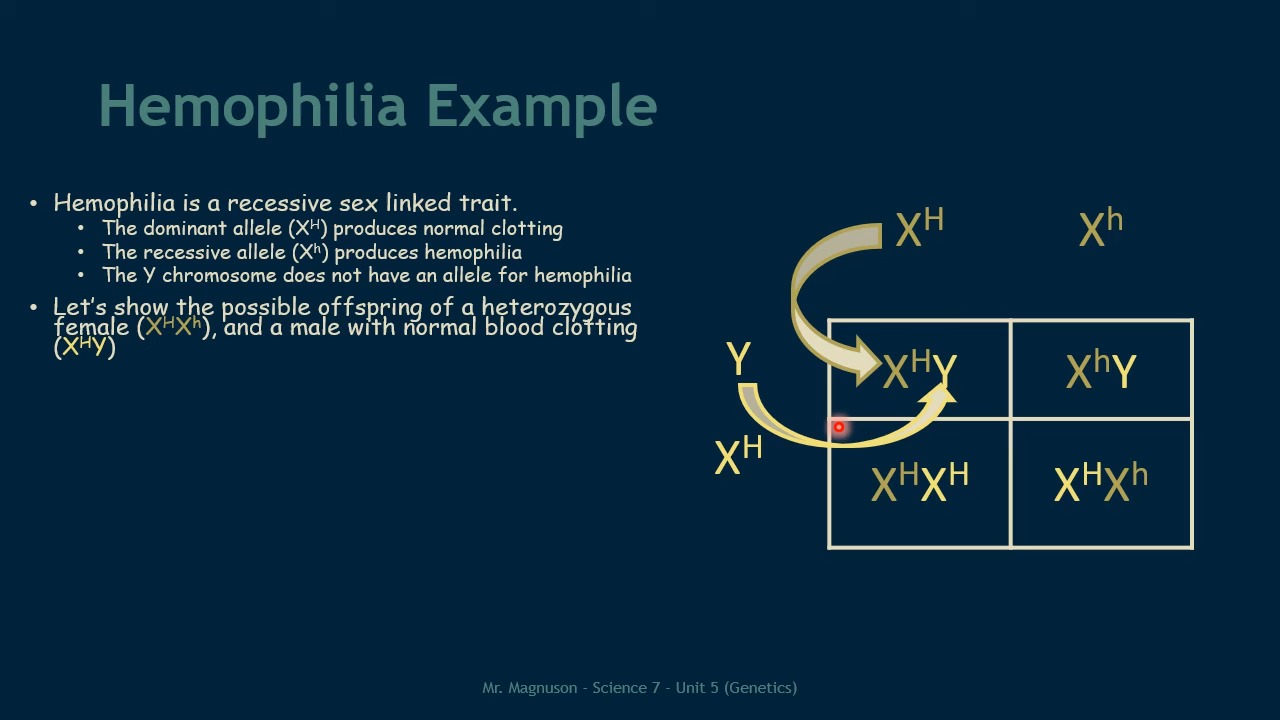 Hemophilia Example
• Hemophilia is a recessive sex linked trait.
• The dominant allele (Xᴴ) produces normal clotting
• The recessive allele (Xʰ) produces hemophilia
• The Y chromosome does not have an allele for hemophilia
• Let's show the possible offspring of a heterozygous
female (XᴴXʰ), and a male with normal blood clotting
(XᴴY)
Xᴴ Xʰ
Y XᴴY XʰY
Xᴴ XᴴXᴴ XᴴXʰ
Mr. Magnuson - Science 7 - Unit 5 (Genetics)